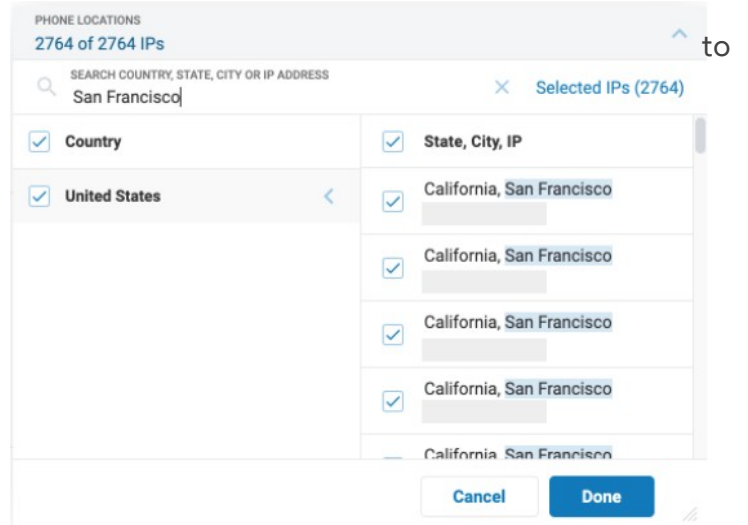 PHONE LOCATIONS
2764 of 2764 IPs
to
SEARCH COUNTRY, STATE, CITY OR IP ADDRESS
San Francisco
Selected IPs (2764)
Country
State, City, IP
United States
California, San Francisco
California, San Francisco
California, San Francisco
California, San Francisco
California, San Francisco
Cancel
Done